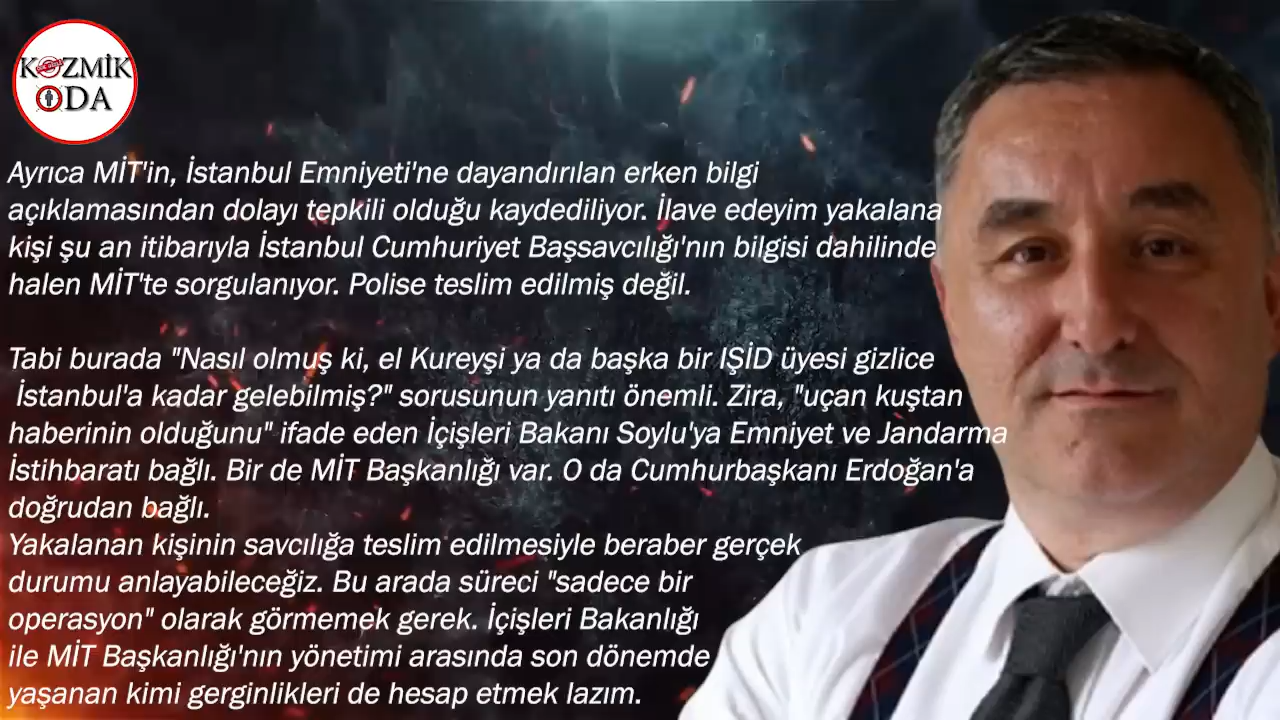 KOZMİK
ODA
Ayrıca MİT'in, İstanbul Emniyeti'ne dayandırılan erken bilgi
açıklamasından dolayı tepkili olduğu kaydediliyor. İlave edeyim yakalana
kişi şu an itibarıyla İstanbul Cumhuriyet Başsavcılığı'nın bilgisi dahilinde
halen MİT'te sorgulanıyor. Polise teslim edilmiş değil.
Tabi burada "Nasıl olmuş ki, el Kureyşi ya da başka bir IŞİD üyesi gizlice
İstanbul'a kadar gelebilmiş?" sorusunun yanıtı önemli. Zira, "uçan kuştan
haberinin olduğunu" ifade eden İçişleri Bakanı Soylu'ya Emniyet ve Jandarma
İstihbaratı bağlı. Bir de MİT Başkanlığı var. O da Cumhurbaşkanı Erdoğan'a
doğrudan bağlı.
Yakalanan kişinin savcılığa teslim edilmesiyle beraber gerçek
durumu anlayabileceğiz. Bu arada süreci "sadece bir
operasyon" olarak görmemek gerek. İçişleri Bakanlığı
ile MİT Başkanlığı'nın yönetimi arasında son dönemde
yaşanan kimi gerginlikleri de hesap etmek lazım.